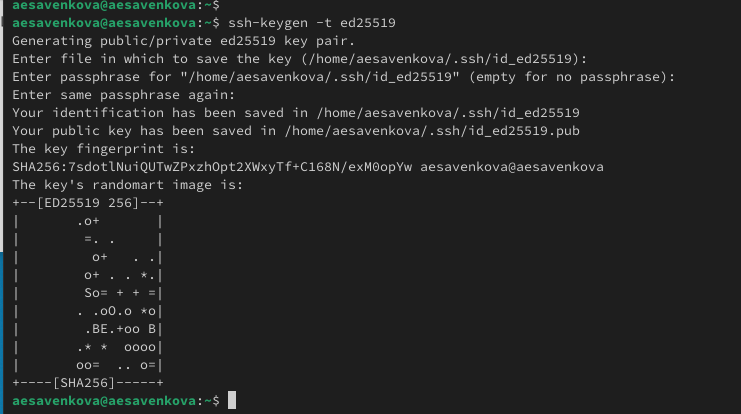 aesavenkova@aesavenkova:~$
aesavenkova@aesavenkova:~$ ssh-keygen -t ed25519
Generating public/private ed25519 key pair.
Enter file in which to save the key (/home/aesavenkova/.ssh/id_ed25519):
Enter passphrase for "/home/aesavenkova/.ssh/id_ed25519" (empty for no passphrase):
Enter same passphrase again:
Your identification has been saved in /home/aesavenkova/.ssh/id_ed25519
Your public key has been saved in /home/aesavenkova/.ssh/id_ed25519.pub
The key fingerprint is:
SHA256:7sdotlNuiQUTwZPxzhOpt2XWxyTf+C168N/exM0opYw aesavenkova@aesavenkova
The key's randomart image is:
+--[ED25519 256]--+
|       .o+       |
|        =. .     |
|         o+   . .|
|        o+ . . *.|
|        So= + + =|
|       . .oO.o *o|
|        .BE.+oo B|
|       .* *  oooo|
|       oo=  .. o=|
+----[SHA256]-----+
aesavenkova@aesavenkova:~$